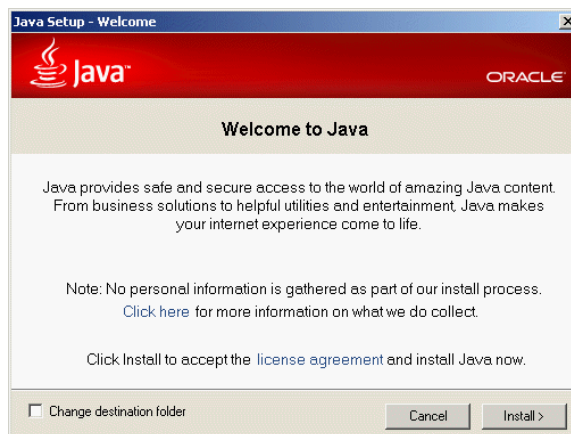 Java Setup - Welcome
Java™
ORACLE
Welcome to Java
Java provides safe and secure access to the world of amazing Java content.
From business solutions to helpful utilities and entertainment, Java makes
your internet experience come to life.
Note: No personal information is gathered as part of our install process.
Click here for more information on what we do collect.
Click Install to accept the license agreement and install Java now.
Change destination folder
Cancel
Install >